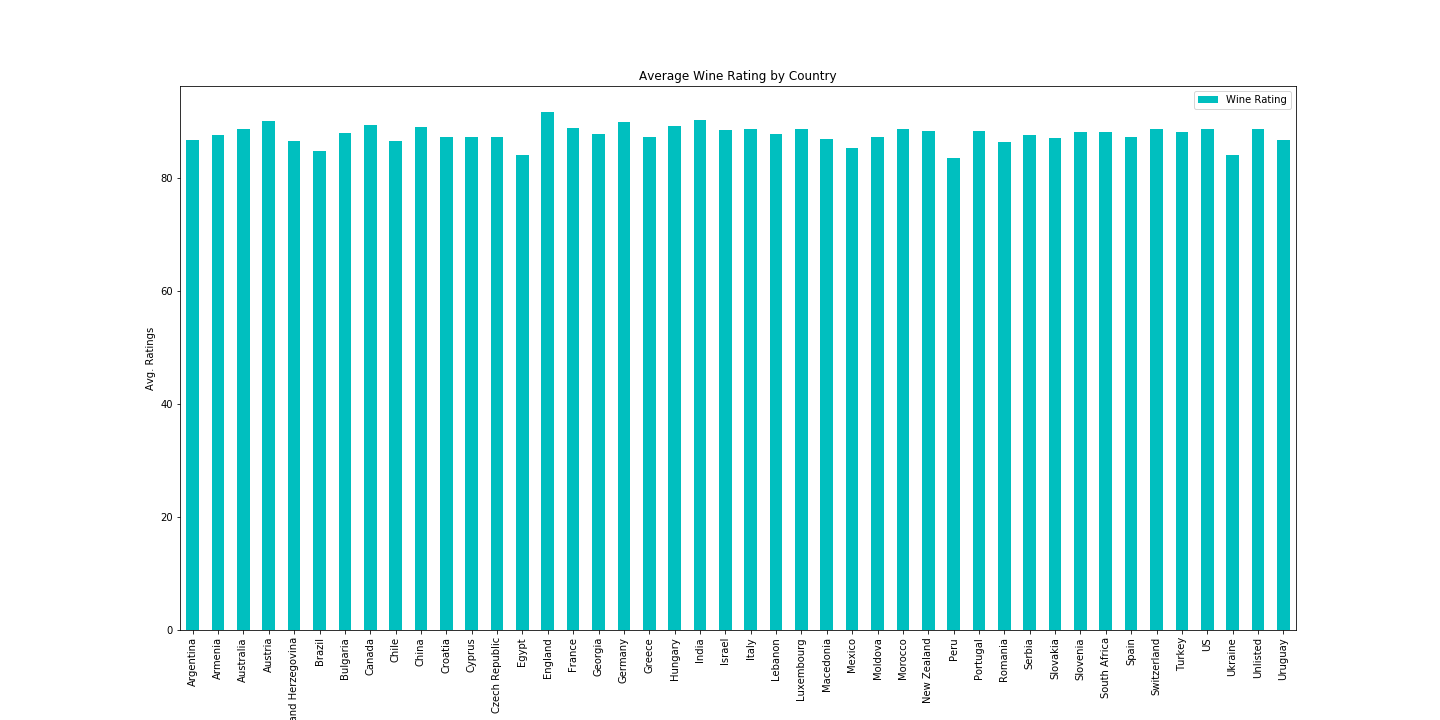 Average Wine Rating by Country
Wine Rating
Avg. Ratings
80
60
40
20
0
Argentina
Armenia
Australia
Austria
and Herzegovina
Brazil
Bulgaria
Canada
Chile
China
Croatia
Cyprus
Czech Republic
Egypt
England
France
Georgia
Germany
Greece
Hungary
India
Israel
Italy
Lebanon
Luxembourg
Macedonia
Mexico
Moldova
Morocco
New Zealand
Peru
Portugal
Romania
Serbia
Slovakia
Slovenia
South Africa
Spain
Switzerland
Turkey
US
Ukraine
Unlisted
Uruguay